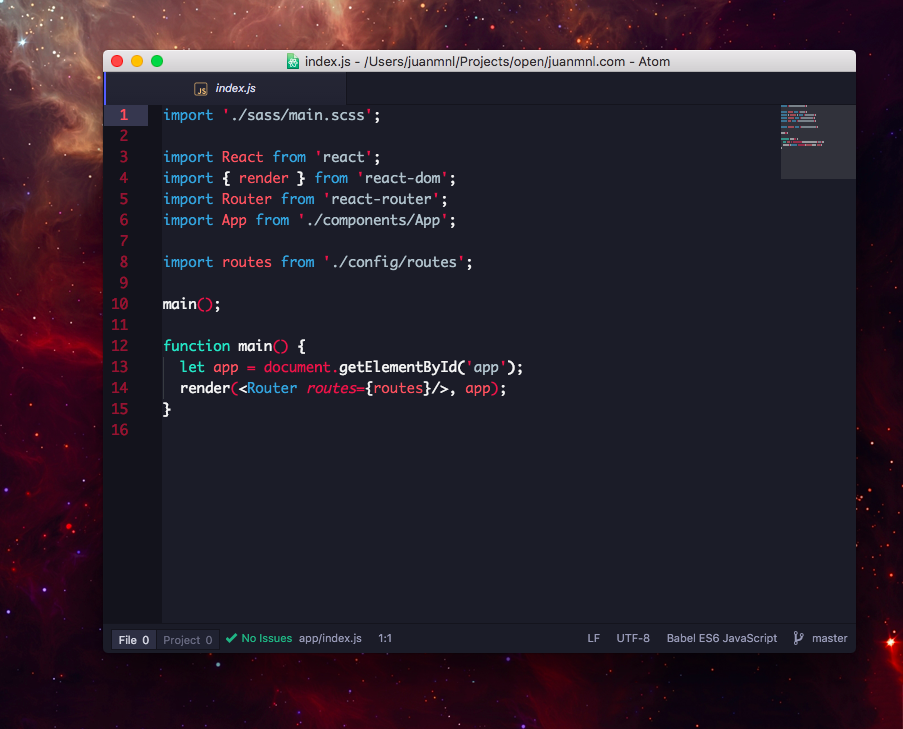 index.js - /Users/juanmnl/Projects/open/juanmnl.com - Atom
JS index.js
1 import './sass/main.scss';
2
3 import React from 'react';
4 import { render } from 'react-dom';
5 import Router from 'react-router';
6 import App from './components/App';
7
8 import routes from './config/routes';
9
10 main();
11
12 function main() {
13   let app = document.getElementById('app');
14   render(<Router routes={routes}/>, app);
15 }
16
File 0 Project 0 No Issues app/index.js 1:1 LF UTF-8 Babel ES6 JavaScript master